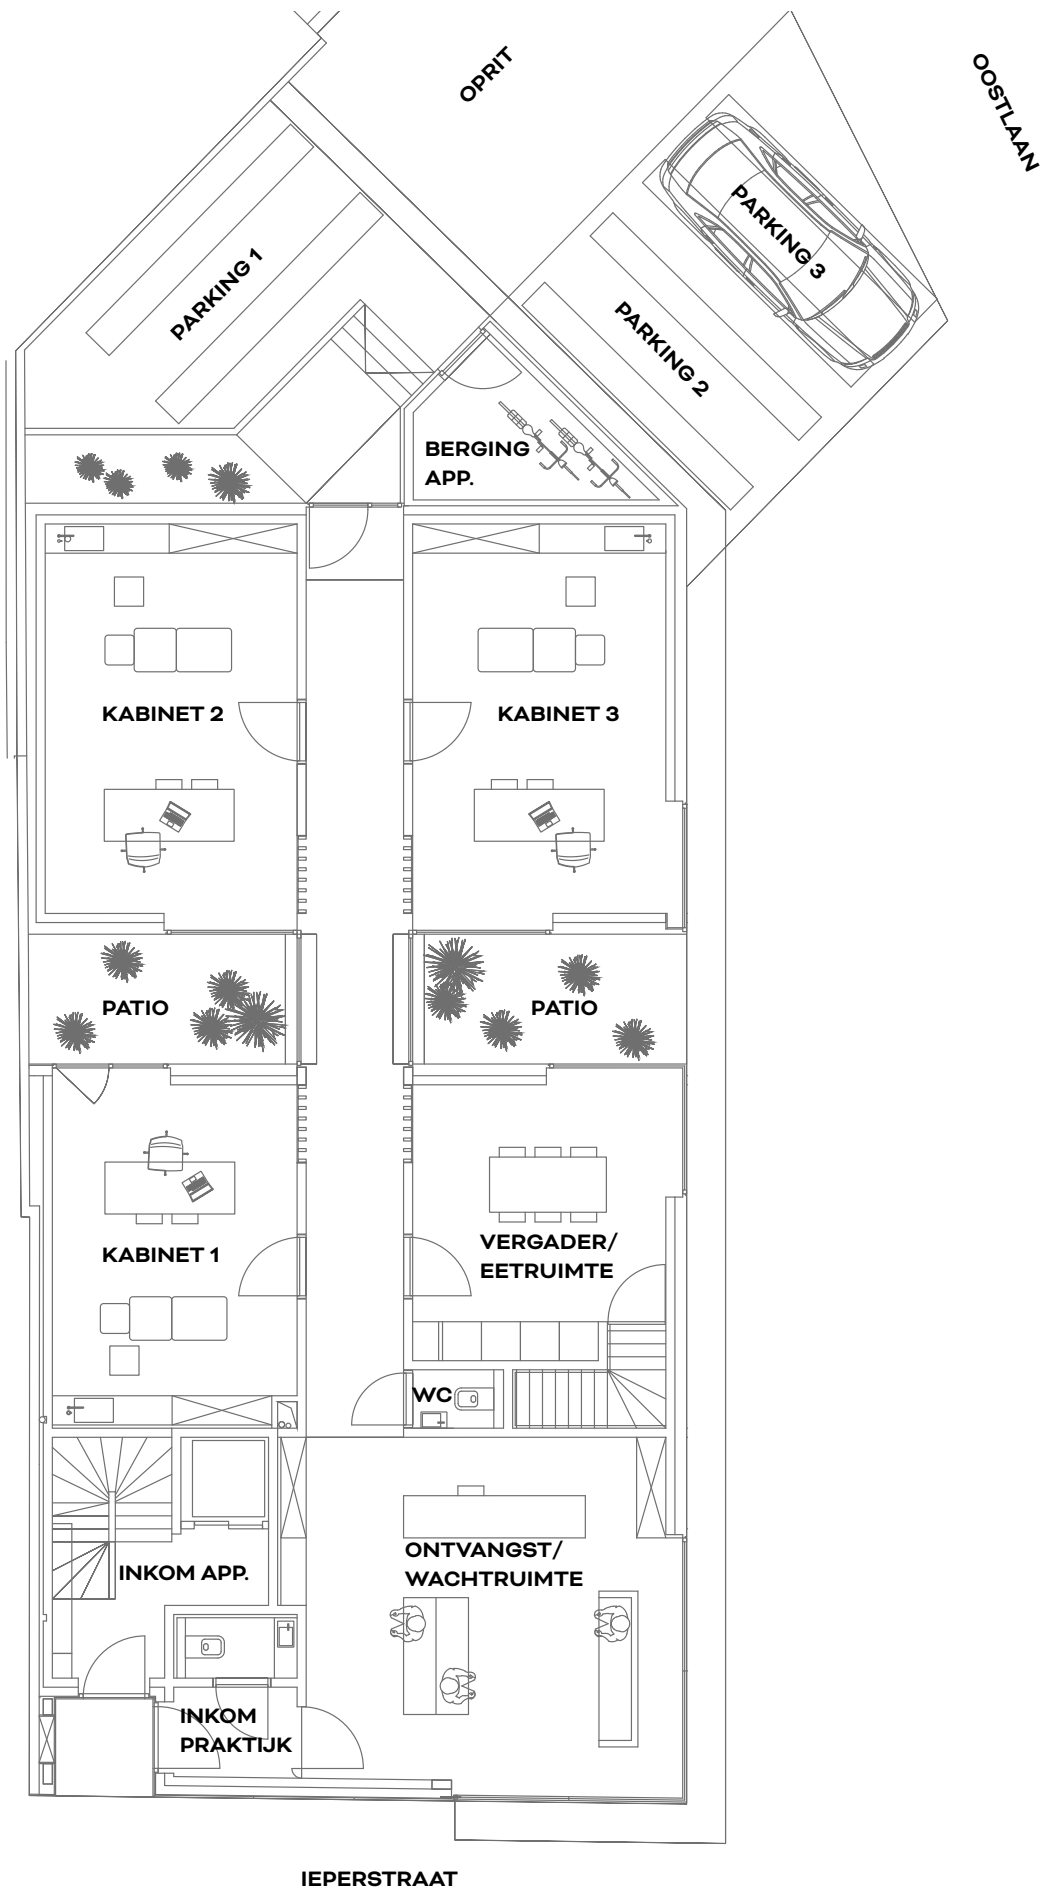 OPRIT
OOSTLAAN
PARKING 3
PARKING 1
PARKING 2
BERGING
APP.
KABINET 2
KABINET 3
PATIO
PATIO
VERGADER/
EETRUIMTE
KABINET 1
WC
ONTVANGST/
WACHTRUIMTE
INKOM APP.
INKOM
PRAKTIJK
IEPERSTRAAT